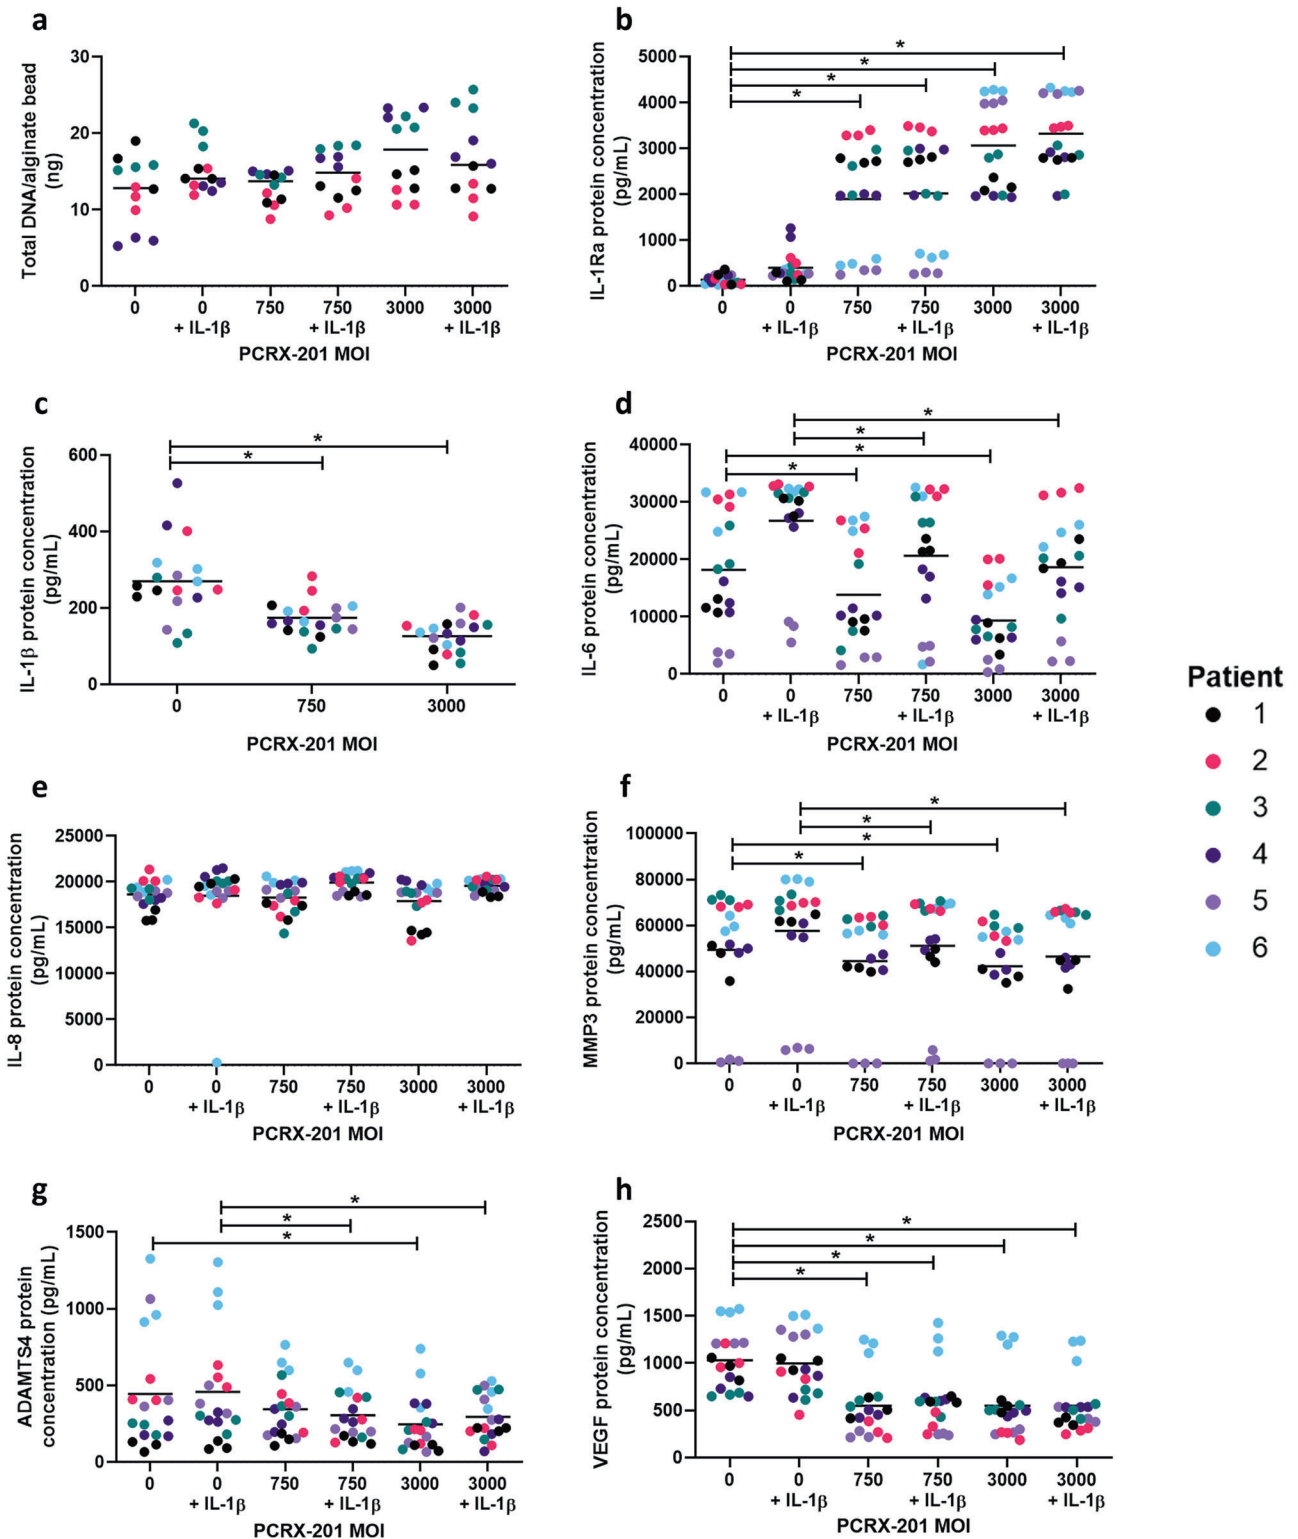 a
Total DNA/alginate bead
(ng)
30
20
10
0
0
0
+ IL-1β
750
750
+ IL-1β
3000
3000
+ IL-1β
PCRX-201 MOI
b
IL-1Ra protein concentration
(pg/mL)
5000
4000
3000
2000
1000
0
* 
*
*
*
0
0
+ IL-1β
750
750
+ IL-1β
3000
3000
+ IL-1β
PCRX-201 MOI
c
IL-1β protein concentration
(pg/mL)
600
400
200
0
*
*
0
750
3000
PCRX-201 MOI
d
IL-6 protein concentration
(pg/mL)
40000
30000
20000
10000
0
*
*
*
*
0
0
+ IL-1β
750
750
+ IL-1β
3000
3000
+ IL-1β
PCRX-201 MOI
Patient
1
2
3
4
5
6
e
IL-8 protein concentration
(pg/mL)
25000
20000
15000
10000
5000
0
0
0
+ IL-1β
750
750
+ IL-1β
3000
3000
+ IL-1β
PCRX-201 MOI
f
MMP3 protein concentration
(pg/mL)
100000
80000
60000
40000
20000
0
*
*
*
*
0
0
+ IL-1β
750
750
+ IL-1β
3000
3000
+ IL-1β
PCRX-201 MOI
g
ADAMTS4 protein
concentration (pg/mL)
1500
1000
500
0
*
*
*
0
0
+ IL-1β
750
750
+ IL-1β
3000
3000
+ IL-1β
PCRX-201 MOI
h
VEGF protein concentration
(pg/mL)
2500
2000
1500
1000
500
0
*
*
*
*
0
0
+ IL-1β
750
750
+ IL-1β
3000
3000
+ IL-1β
PCRX-201 MOI